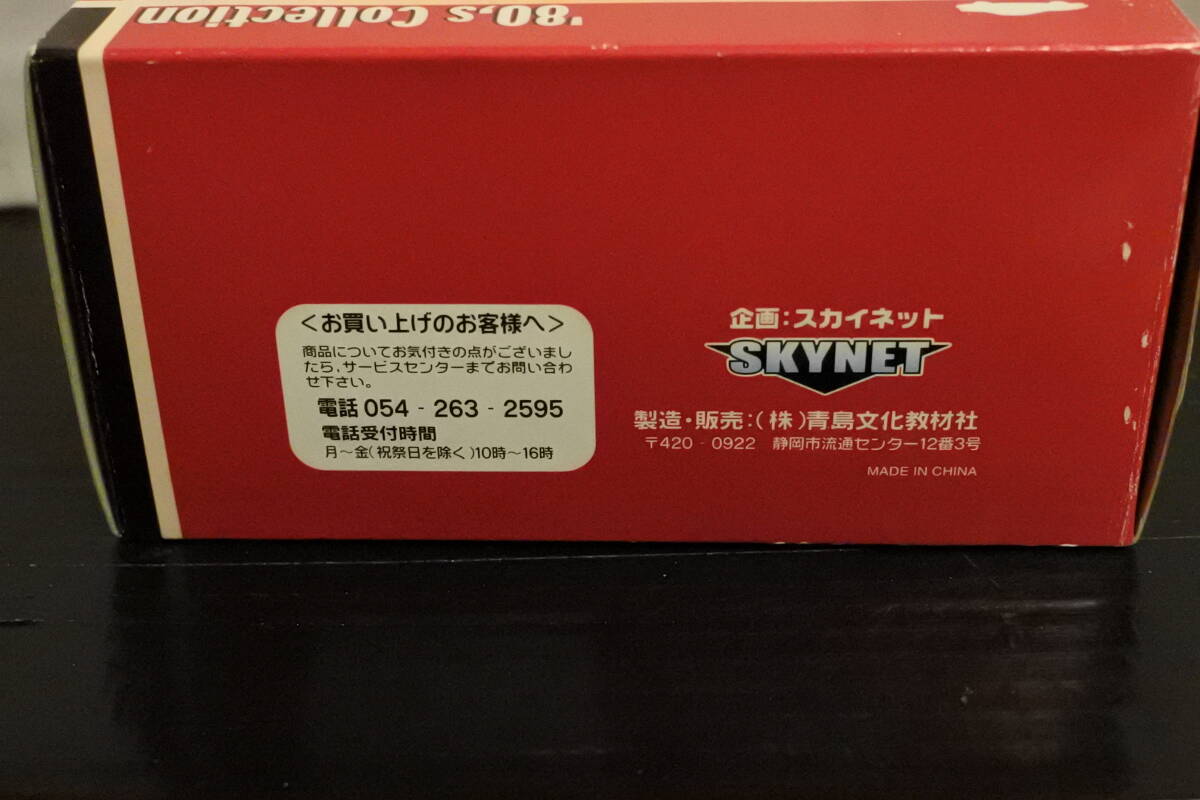 '80,s Collection
<お買い上げのお客様へ>
商品についてお気付きの点がございまし
たら,サービスセンターまでお問い合わ
せ下さい。
電話 054 - 263 - 2595
電話受付時間
月～金(祝祭日を除く)10時～16時
企画:スカイネット
SKYNET
製造・販売:(株)青島文化教材社
〒420 - 0922 静岡市流通センター12番3号
MADE IN CHINA